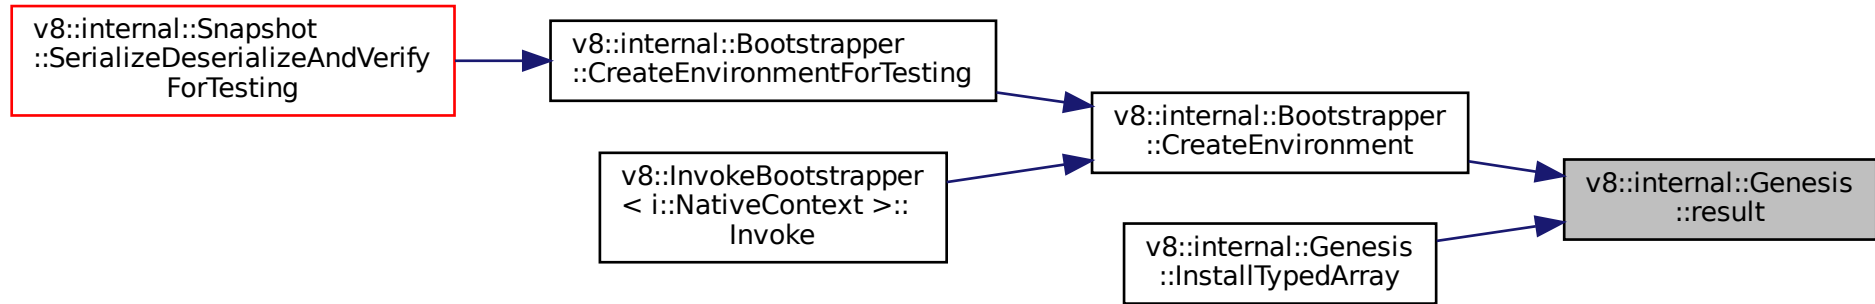 v8::internal::Snapshot
::SerializeDeserializeAndVerify
ForTesting
v8::internal::Bootstrapper
::CreateEnvironmentForTesting
v8::InvokeBootstrapper
< i::NativeContext >::
Invoke
v8::internal::Bootstrapper
::CreateEnvironment
v8::internal::Genesis
::InstallTypedArray
v8::internal::Genesis
::result